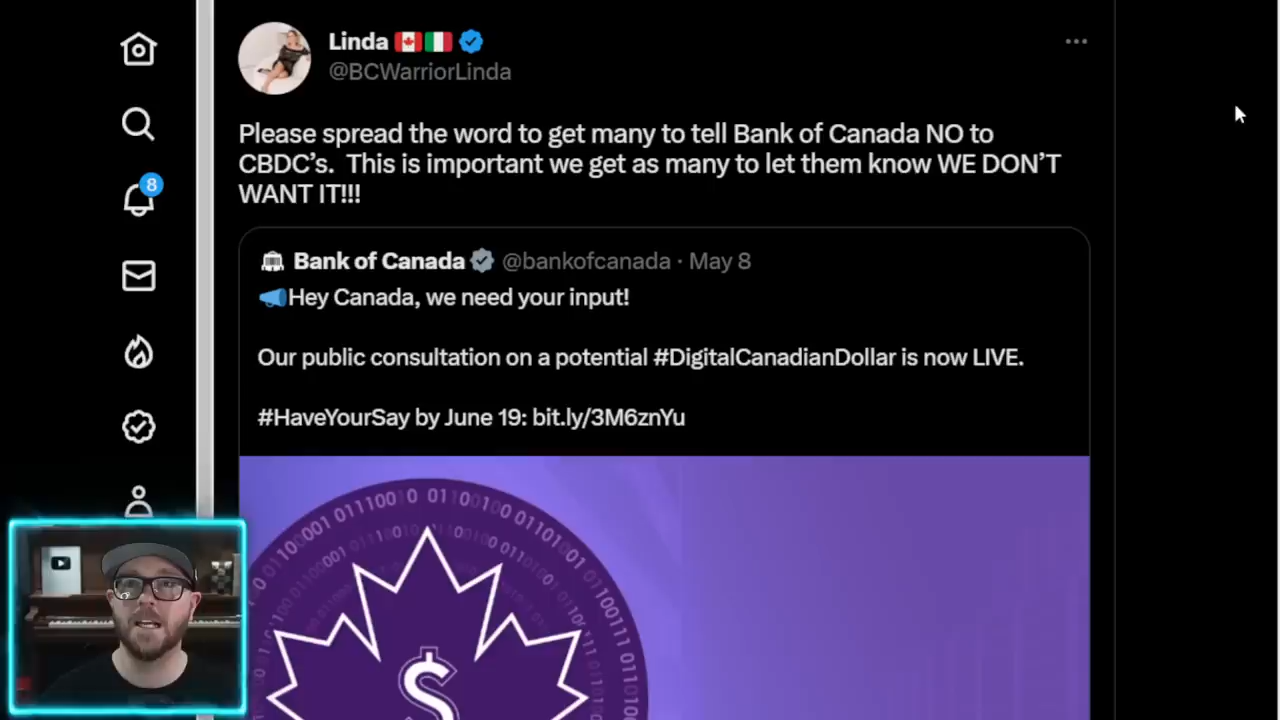 Linda
@BCWarriorLinda
Please spread the word to get many to tell Bank of Canada NO to
CBDC’s. This is important we get as many to let them know WE DON’T
WANT IT!!!
8
Bank of Canada @bankofcanada · May 8
Hey Canada, we need your input!
Our public consultation on a potential #DigitalCanadianDollar is now LIVE.
#HaveYourSay by June 19: bit.ly/3M6znYu
$